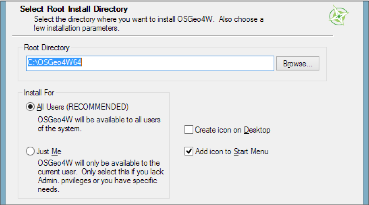 Select Root Install Directory
Select the directory where you want to install OSGeo4W. Also choose
a few installation parameters.
Root Directory
C:\OSGeo4W64
Browse...
Install For
All Users (RECOMMENDED)
OSGeo4W will be available to all users
of the system.
Create icon on Desktop
Just Me
Add icon to Start Menu
OSGeo4W will only be available to the
current user. Only select this if you lack
Admin. privileges or you have specific
needs.